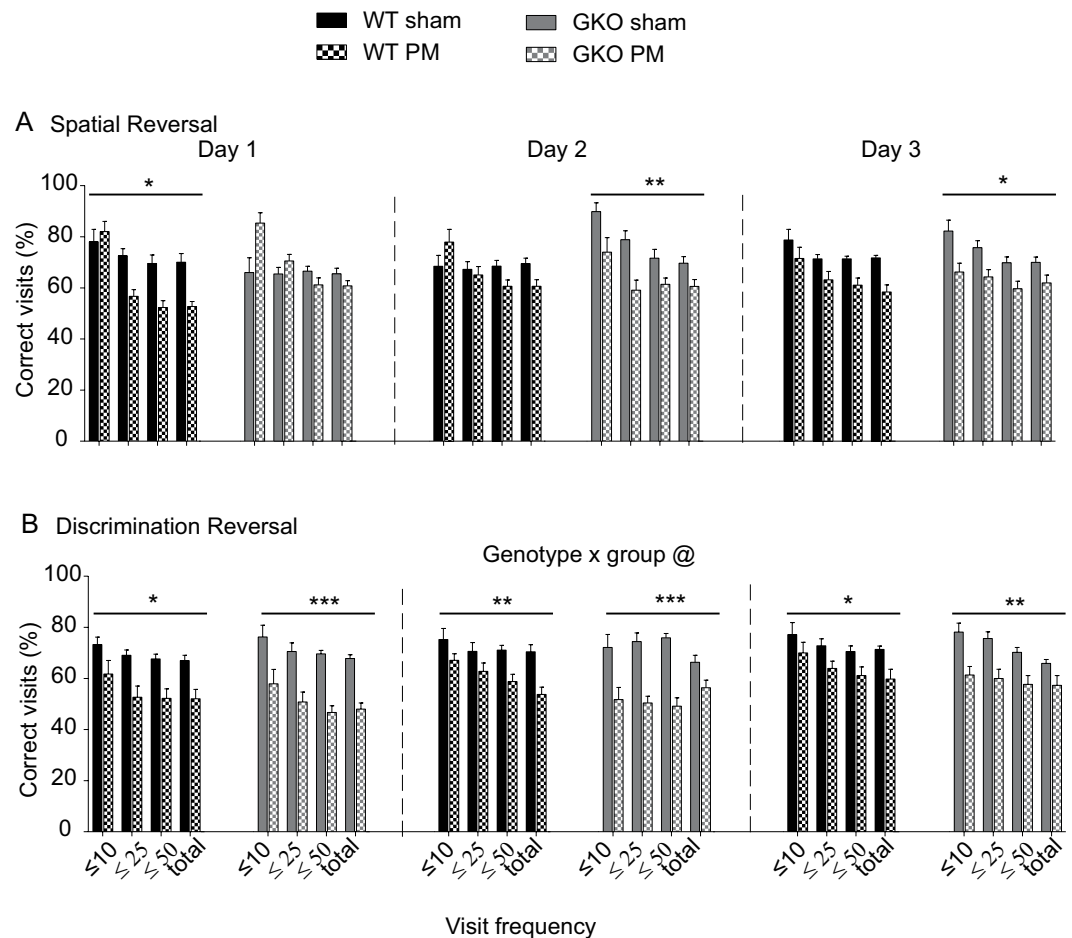 WT sham GKO sham
WT PM GKO PM
A Spatial Reversal
Day 1 Day 2 Day 3
* ** *
100
80
60
40
20
0
Correct visits (%)
B Discrimination Reversal
Genotype x group @
* *** ** *** * **
100
80
60
40
20
0
Correct visits (%)
≤10 ≤ 25 ≤ 50 total ≤10 ≤ 25 ≤ 50 total ≤10 ≤ 25 ≤ 50 total ≤10 ≤ 25 ≤ 50 total ≤10 ≤ 25 ≤ 50 total ≤10 ≤ 25 ≤ 50 total
Visit frequency